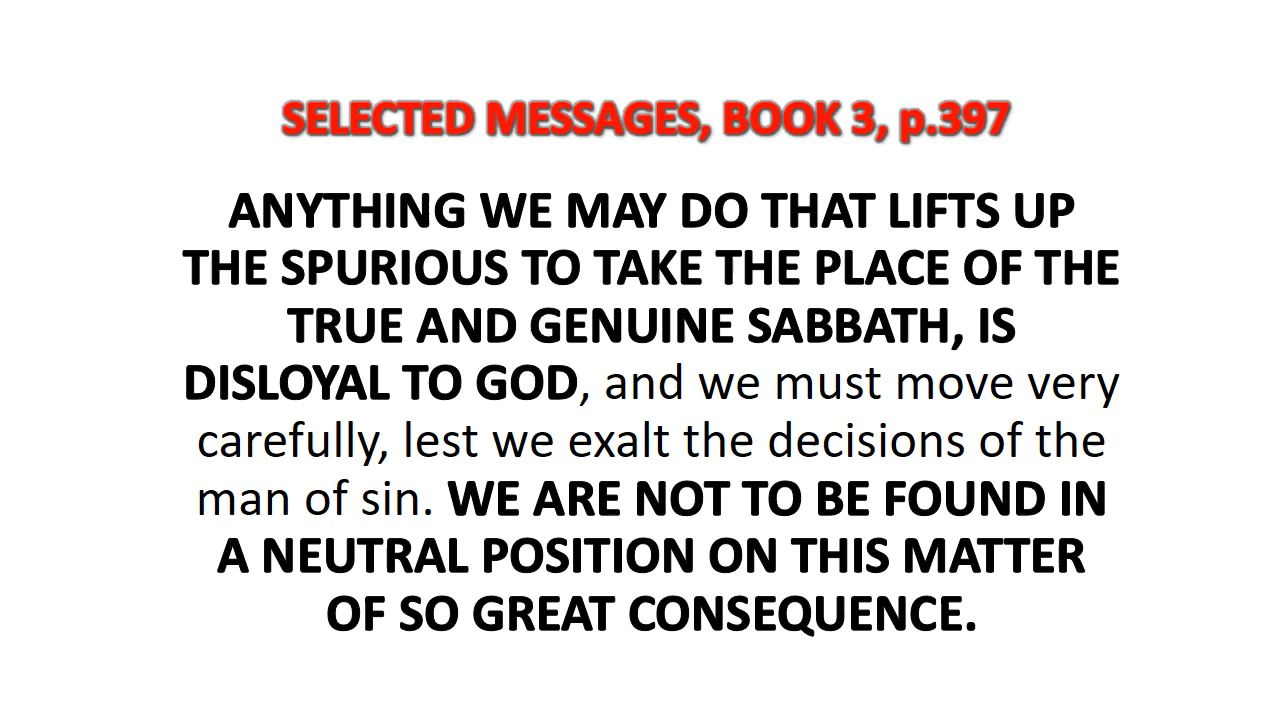 SELECTED MESSAGES, BOOK 3, p.397
ANYTHING WE MAY DO THAT LIFTS UP
THE SPURIOUS TO TAKE THE PLACE OF THE
TRUE AND GENUINE SABBATH, IS
DISLOYAL TO GOD, and we must move very
carefully, lest we exalt the decisions of the
man of sin. WE ARE NOT TO BE FOUND IN
A NEUTRAL POSITION ON THIS MATTER
OF SO GREAT CONSEQUENCE.